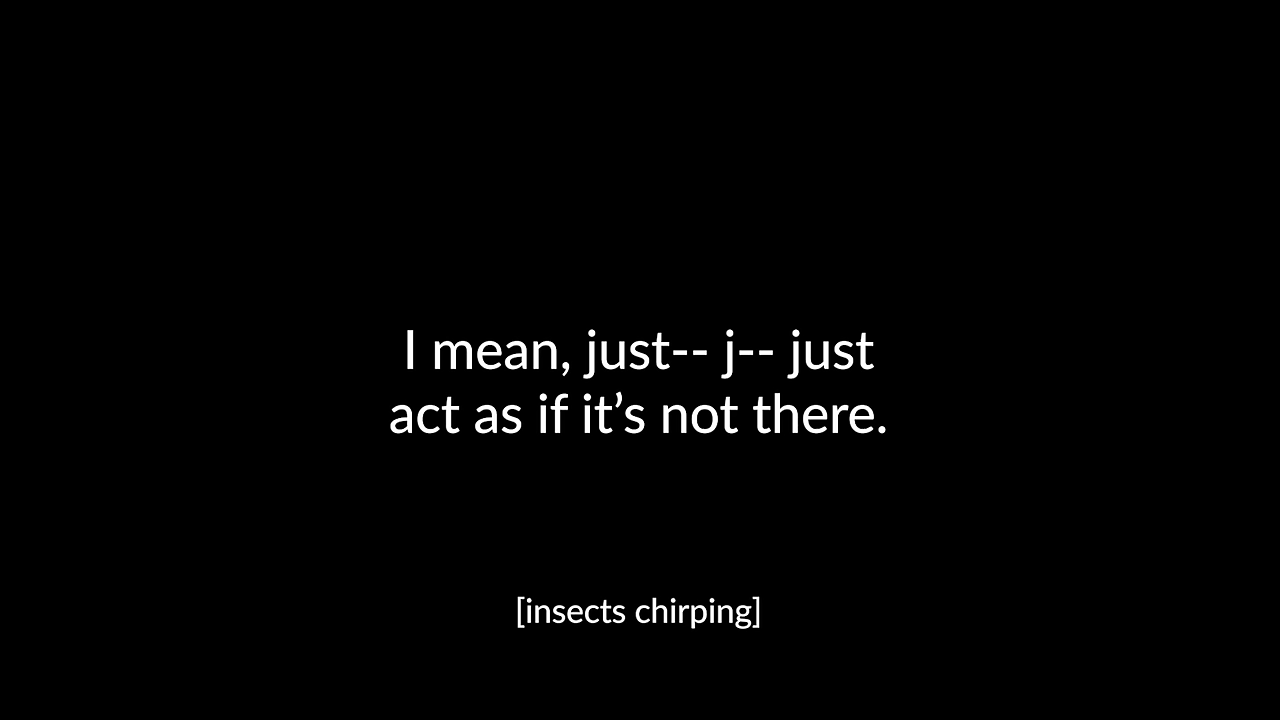 I mean, just-- j-- just
act as if it’s not there.
[insects chirping]